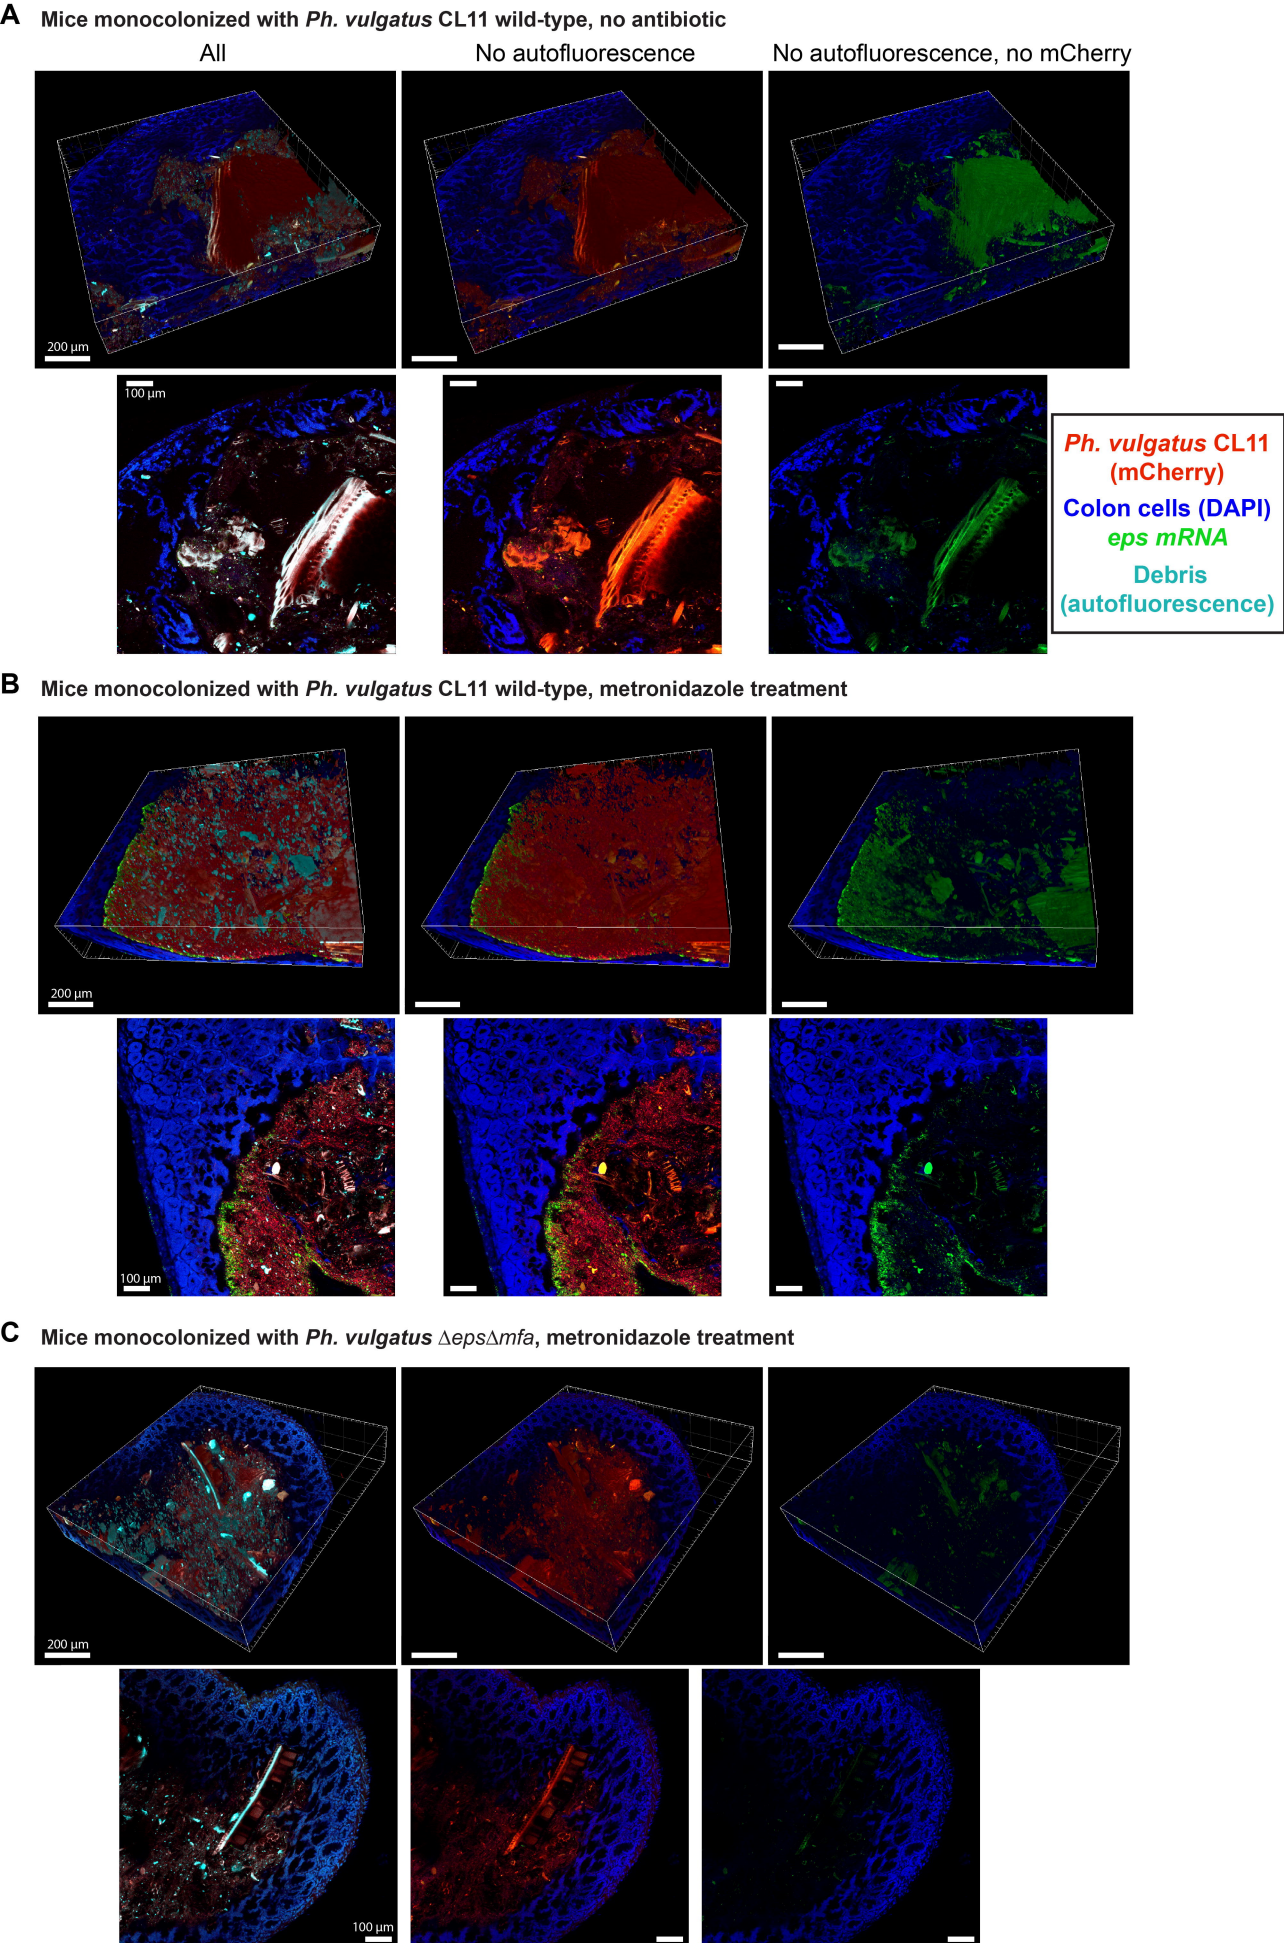 A Mice monocolonized with Ph. vulgatus CL11 wild-type, no antibiotic
All No autofluorescence No autofluorescence, no mCherry
200 µm
100 µm
Ph. vulgatus CL11
(mCherry)
Colon cells (DAPI)
eps mRNA
Debris
(autofluorescence)
B Mice monocolonized with Ph. vulgatus CL11 wild-type, metronidazole treatment
200 µm
100 µm
C Mice monocolonized with Ph. vulgatus ΔepsΔmfa, metronidazole treatment
200 µm
100 µm